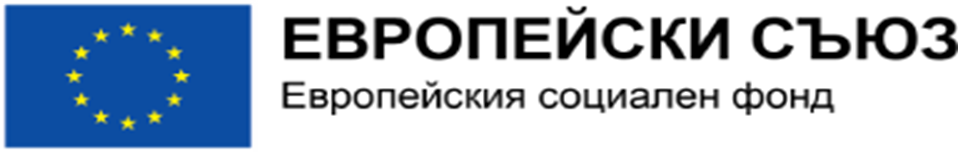 ЕВРОПЕЙСКИ СЪЮЗ
Европейския социален фонд